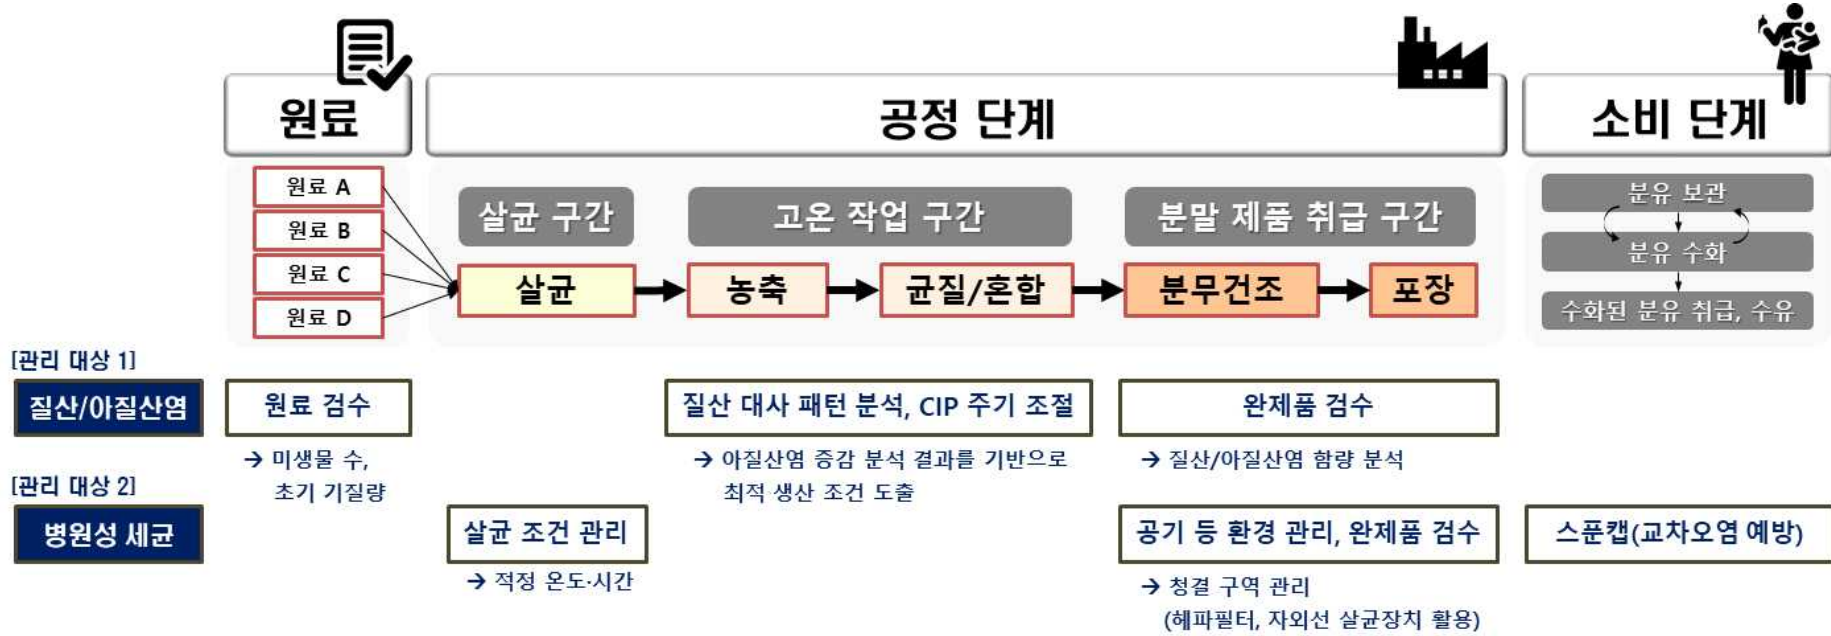 원료
공정 단계
소비 단계
원료 A
원료 B
원료 C
원료 D
살균 구간
고온 작업 구간
분말 제품 취급 구간
살균
농축
균질/혼합
분무건조
포장
분유 보관
분유 수화
수화된 분유 취급, 수유
[관리 대상 1]
질산/아질산염
원료 검수
→ 미생물 수,
초기 기질량
질산 대사 패턴 분석, CIP 주기 조절
→ 아질산염 증감 분석 결과를 기반으로
최적 생산 조건 도출
완제품 검수
→ 질산/아질산염 함량 분석
[관리 대상 2]
병원성 세균
살균 조건 관리
→ 적정 온도·시간
공기 등 환경 관리, 완제품 검수
→ 청결 구역 관리
(헤파필터, 자외선 살균장치 활용)
스푼캡(교차오염 예방)